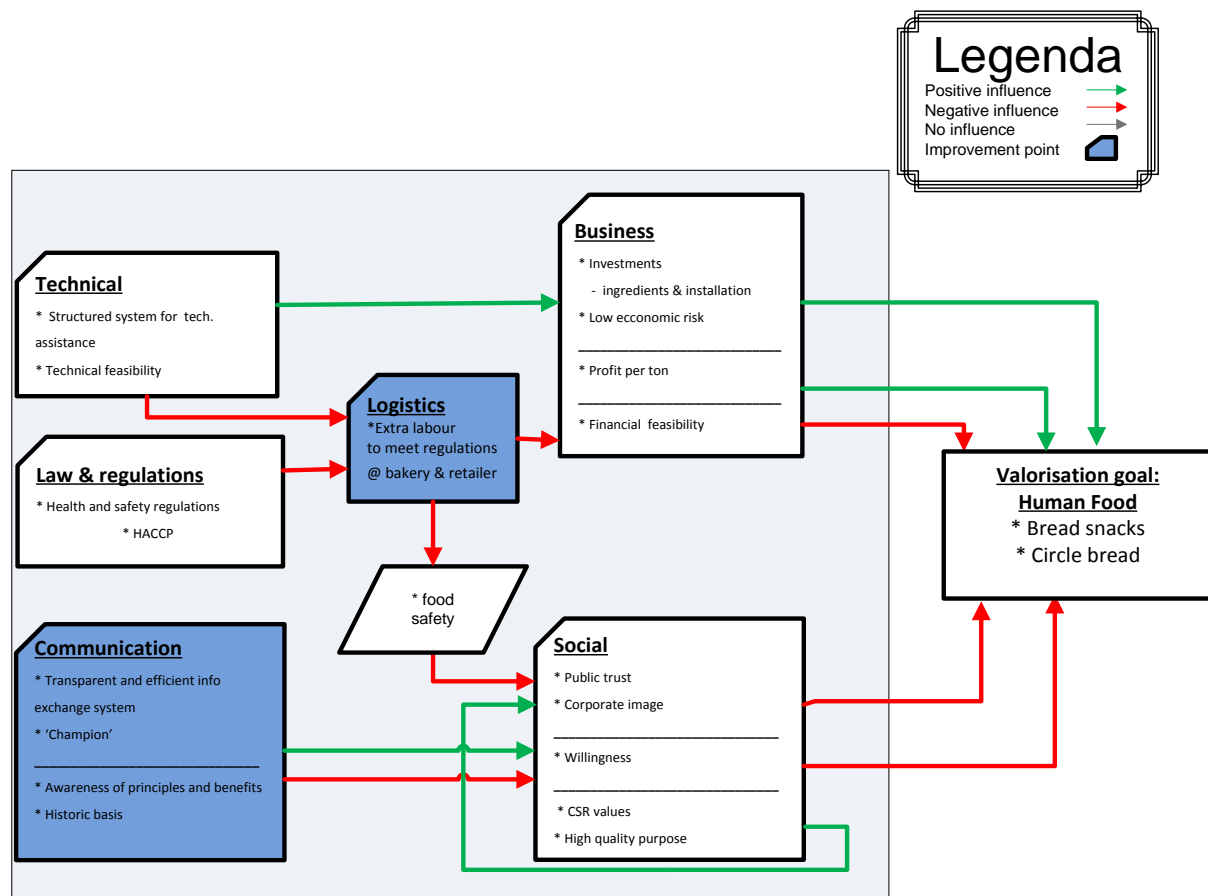 Legenda
Positive influence
Negative influence
No influence
Improvement point
Technical
* Structured system for tech.
assistance
* Technical feasibility
Law & regulations
* Health and safety regulations
* HACCP
Logistics
*Extra labour
to meet regulations
@ bakery & retailer
Business
* Investments
- ingredients & installation
* Low ecconomic risk
* Profit per ton
* Financial feasibility
Valorisation goal:
Human Food
* Bread snacks
* Circle bread
* food
safety
Communication
* Transparent and efficient info
exchange system
* ‘Champion’
* Awareness of principles and benefits
* Historic basis
Social
* Public trust
* Corporate image
* Willingness
* CSR values
* High quality purpose